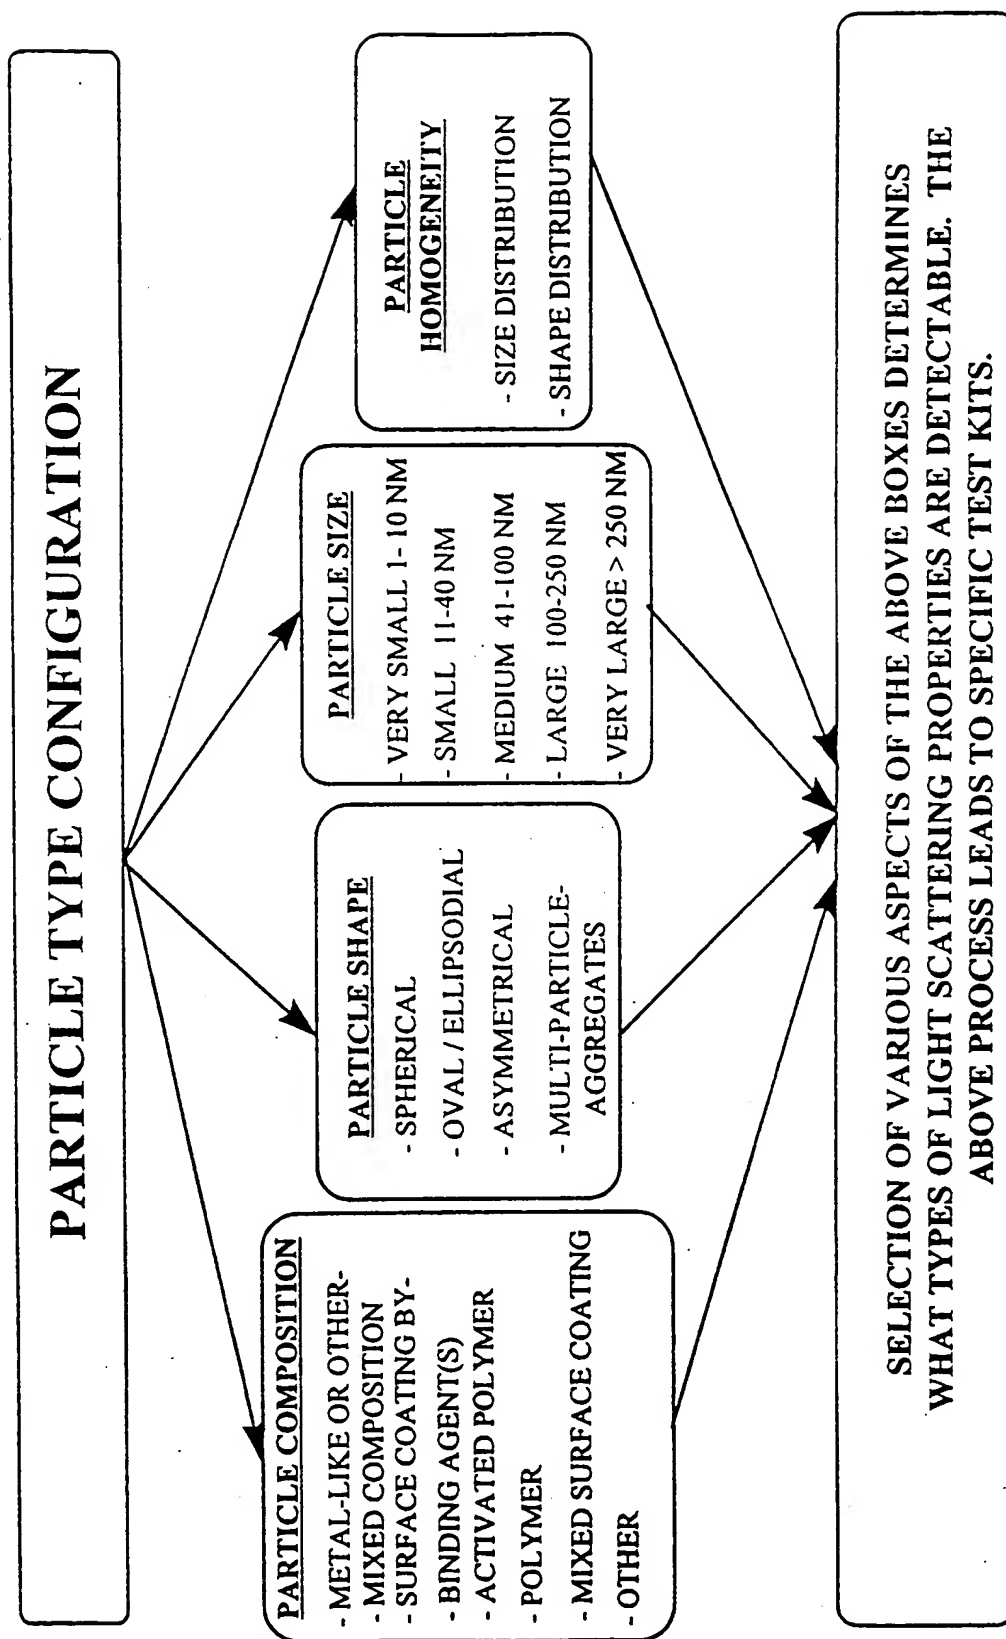 PARTICLE TYPE CONFIGURATION
PARTICLE COMPOSITION
- METAL-LIKE OR OTHER-
- MIXED COMPOSITION
- SURFACE COATING BY-
- BINDING AGENT(S)
- ACTIVATED POLYMER
- POLYMER
- MIXED SURFACE COATING
- OTHER
PARTICLE SHAPE
- SPHERICAL
- OVAL / ELLIPSODIAL
- ASYMMETRICAL
- MULTI-PARTICLE-
AGGREGATES
PARTICLE SIZE
- VERY SMALL 1- 10 NM
- SMALL 11-40 NM
- MEDIUM 41-100 NM
- LARGE 100-250 NM
- VERY LARGE > 250 NM
PARTICLE
HOMOGENEITY
- SIZE DISTRIBUTION
- SHAPE DISTRIBUTION
SELECTION OF VARIOUS ASPECTS OF THE ABOVE BOXES DETERMINES
WHAT TYPES OF LIGHT SCATTERING PROPERTIES ARE DETECTABLE. THE
ABOVE PROCESS LEADS TO SPECIFIC TEST KITS.